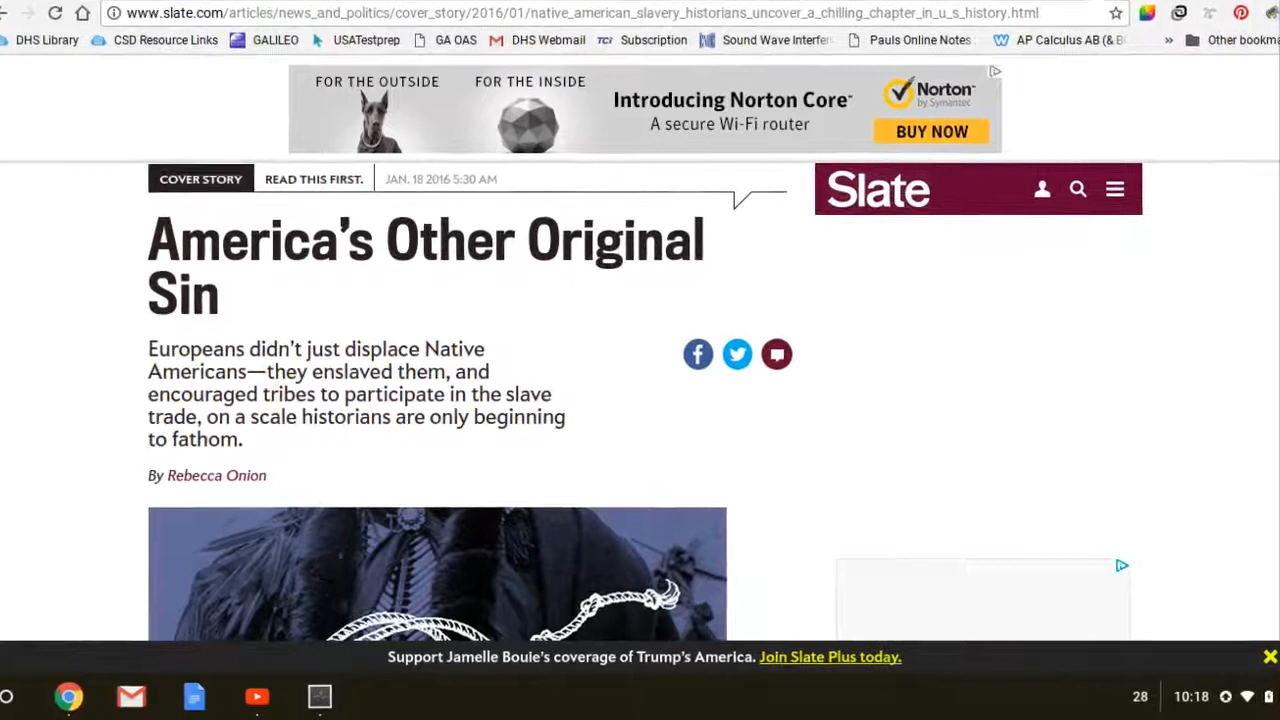 www.slate.com/articles/news_and_politics/cover_story/2016/01/native_american_slavery_historians_uncover_a_chilling_chapter_in_u_s_history.html
DHS Library CSD Resource Links GALILEO USATestprep GA OAS DHS Webmail TCI Subscription Sound Wave Interfer Pauls Online Notes AP Calculus AB (& BC » Other bookma
FOR THE OUTSIDE FOR THE INSIDE
Introducing Norton Core™
A secure Wi-Fi router
Norton
by Symantec
BUY NOW
COVER STORY READ THIS FIRST. JAN. 18 2016 5:30 AM
Slate
America's Other Original
Sin
Europeans didn't just displace Native
Americans—they enslaved them, and
encouraged tribes to participate in the slave
trade, on a scale historians are only beginning
to fathom.
By Rebecca Onion
Support Jamelle Bouie's coverage of Trump's America. Join Slate Plus today.
28 10:18